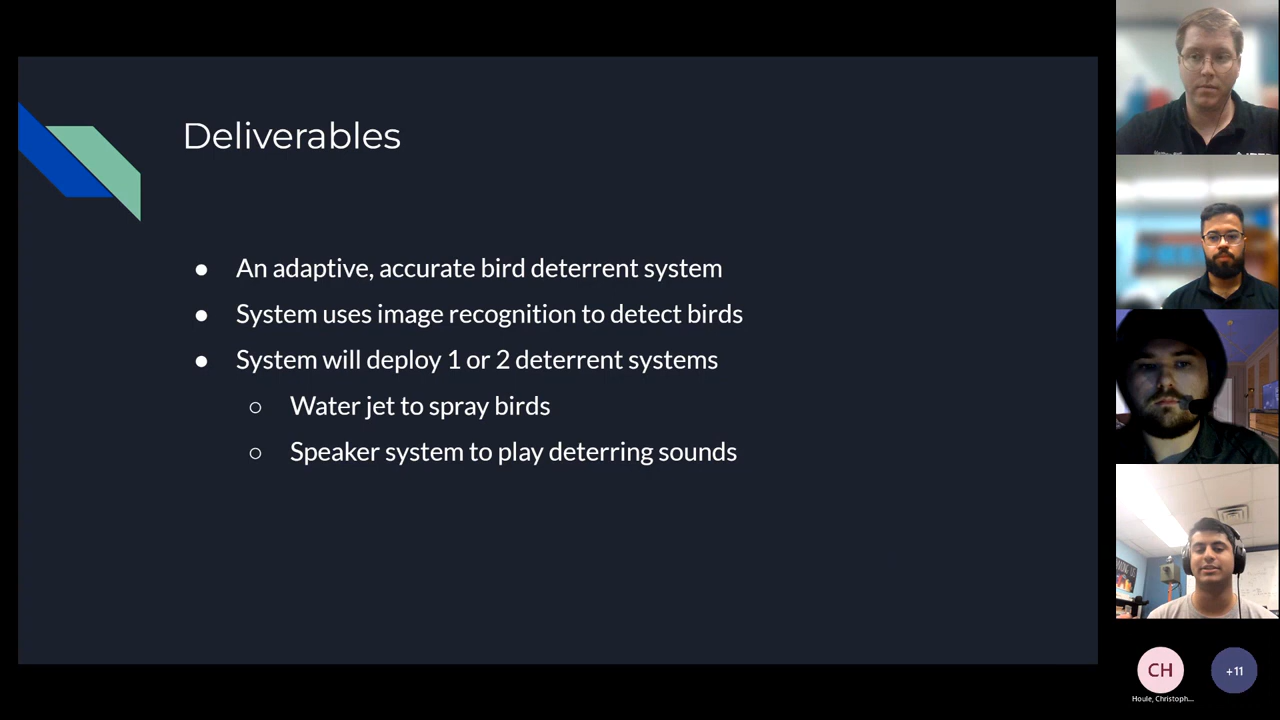 Deliverables
● An adaptive, accurate bird deterrent system
● System uses image recognition to detect birds
● System will deploy 1 or 2 deterrent systems
○ Water jet to spray birds
○ Speaker system to play deterring sounds
CH
+11
Houle, Christoph...